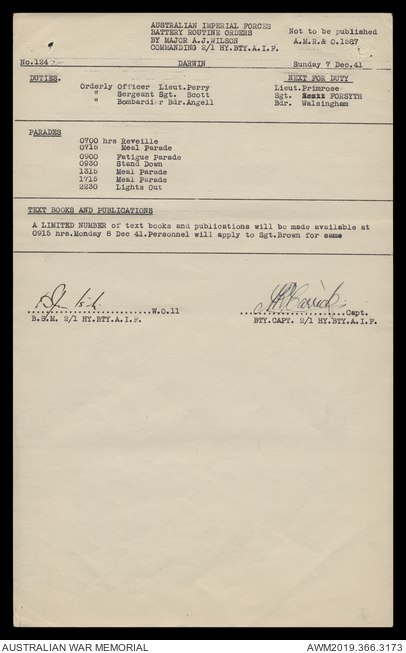 AUSTRALIAN IMPERIAL FORCES
BATTERY ROUTINE ORDERS Not to be published
BY MAJOR A.J.WILSON A.M.R.& O.1587
COMMANDING 2/1 HY.BTY.A.I.F.
No.124 DARWIN Sunday 7 Dec.41
DUTIES. NEXT FOR DUTY
Orderly Officer Lieut.Perry Lieut.Primrose
" Sergeant Sgt. Scott Sgt. FORSYTH
" Bombardier Bdr.Angell Bdr. Walsingham
PARADES
0700 hrs Reveille
0715 Meal Parade
0900 Fatigue Parade
0930 Stand Down
1315 Meal Parade
1715 Meal Parade
2230 Lights Out
TEXT BOOKS AND PUBLICATIONS
A LIMITED NUMBER of text books and publications will be made available at
0915 hrs.Monday 8 Dec 41.Personnel will apply to Sgt.Brown for same
W.O.11 Capt.
B.S.M. 2/1 HY.BTY.A.I.F. BTY.CAPT. 2/1 HY.BTY.A.I.F.
AUSTRALIAN WAR MEMORIAL AWM2019.366.3173